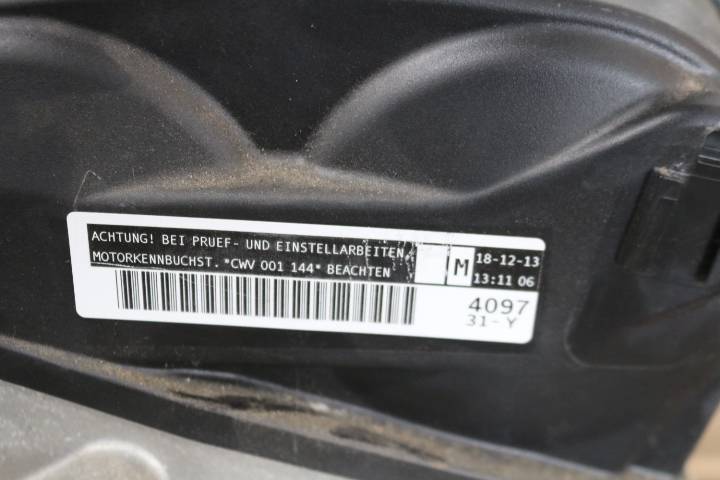 ACHTUNG! BEI PRUEF- UND EINSTELLARBEITEN
MOTORKENNBUCHST. *CWV 001 144* BEACHTEN
M
18-12-13
13:11 06
4097
31-Y